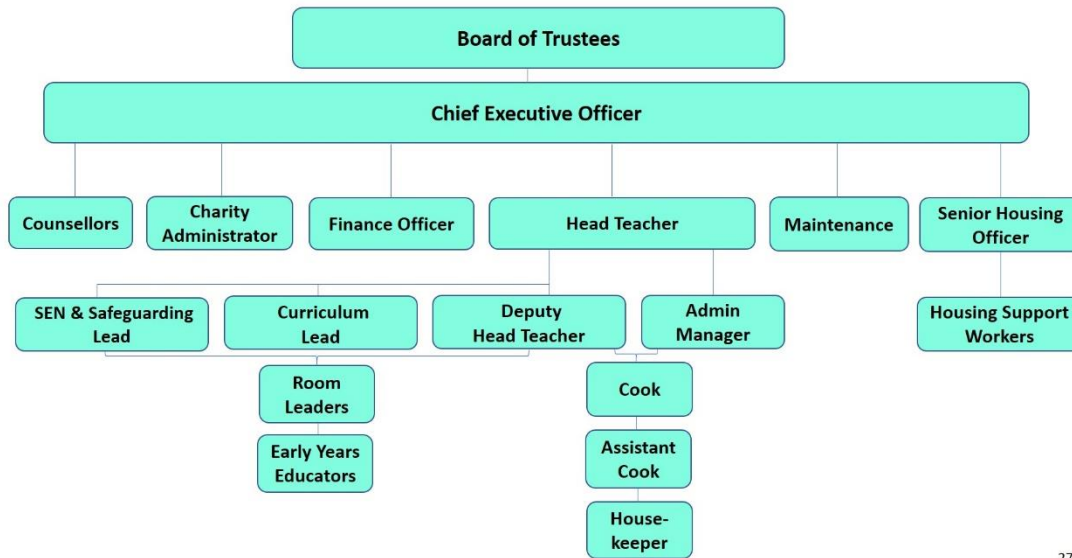 Board of Trustees
Chief Executive Officer
Counsellors
Charity
Administrator
Finance Officer
Head Teacher
Maintenance
Senior Housing
Officer
SEN & Safeguarding
Lead
Curriculum
Lead
Deputy
Head Teacher
Admin
Manager
Housing Support
Workers
Room
Leaders
Cook
Early Years
Educators
Assistant
Cook
House-
keeper
27